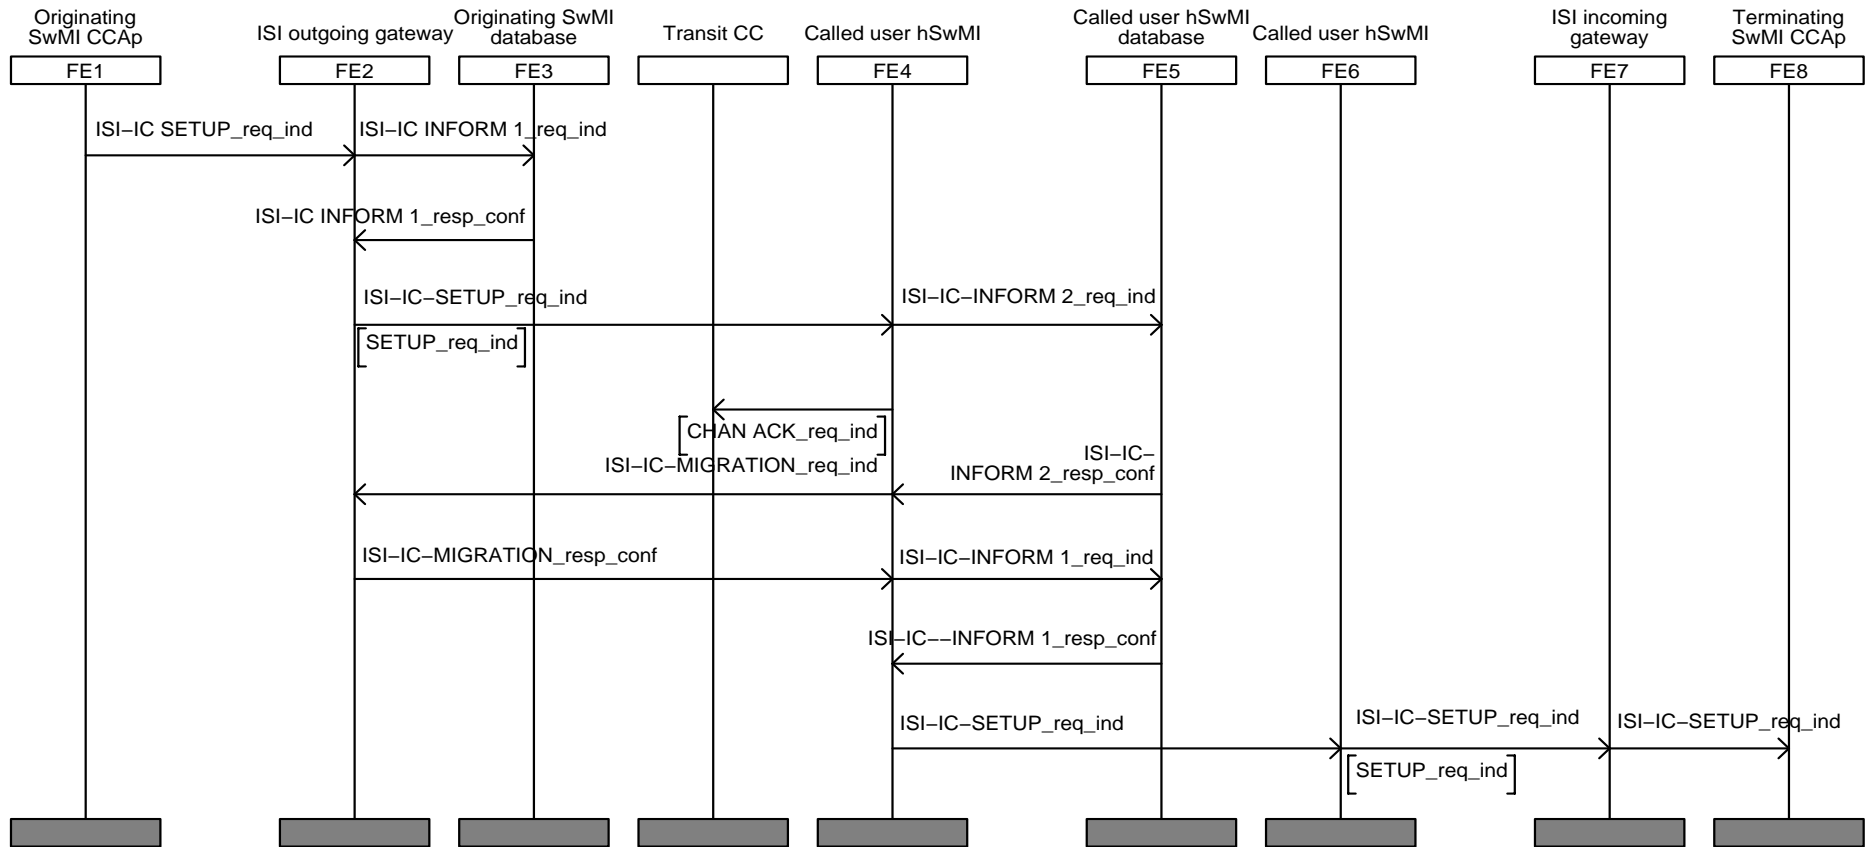 Originating
SwMI CCAp
ISI outgoing gateway
Originating SwMI
database
Transit CC
Called user hSwMI
Called user hSwMI
database
Called user hSwMI
ISI incoming
gateway
Terminating
SwMI CCAp
FE1
FE2
FE3
FE4
FE5
FE6
FE7
FE8
ISI−IC SETUP_req_ind
ISI−IC INFORM 1_req_ind
ISI−IC INFORM 1_resp_conf
ISI−IC−SETUP_req_ind
ISI−IC−INFORM 2_req_ind
[SETUP_req_ind]
[CHAN ACK_req_ind]
ISI−IC−MIGRATION_req_ind
ISI−IC−
INFORM 2_resp_conf
ISI−IC−MIGRATION_resp_conf
ISI−IC−INFORM 1_req_ind
ISI−IC−−INFORM 1_resp_conf
ISI−IC−SETUP_req_ind
ISI−IC−SETUP_req_ind
ISI−IC−SETUP_req_ind
[SETUP_req_ind]